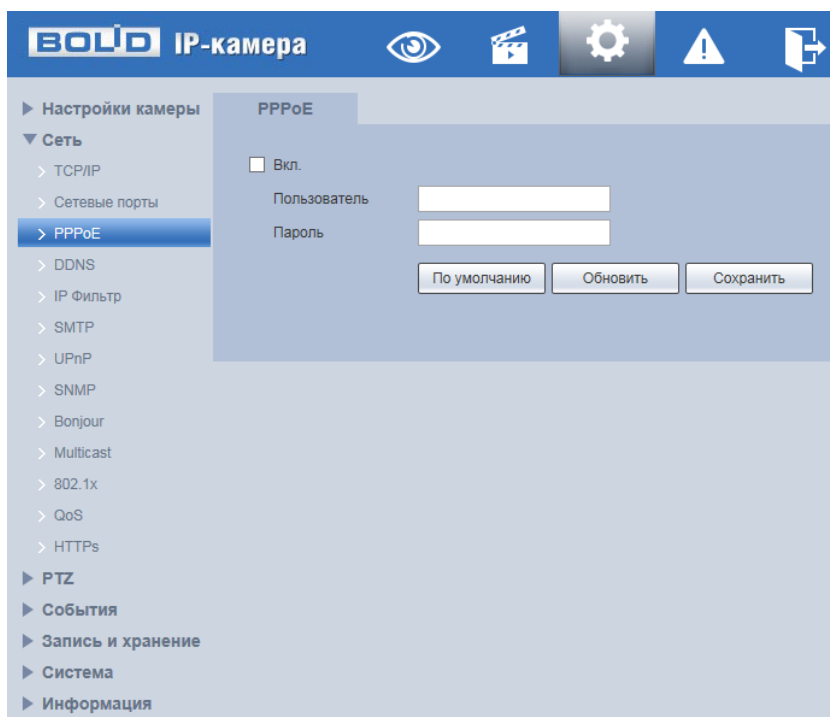 BOLID IP-камера
Настройки камеры
Сеть
TCP/IP
Сетевые порты
PPPoE
DDNS
IP Фильтр
SMTP
UPnP
SNMP
Bonjour
Multicast
802.1x
QoS
HTTPs
PTZ
События
Запись и хранение
Система
Информация
PPPoE
Вкл.
Пользователь
Пароль
По умолчанию Обновить Сохранить